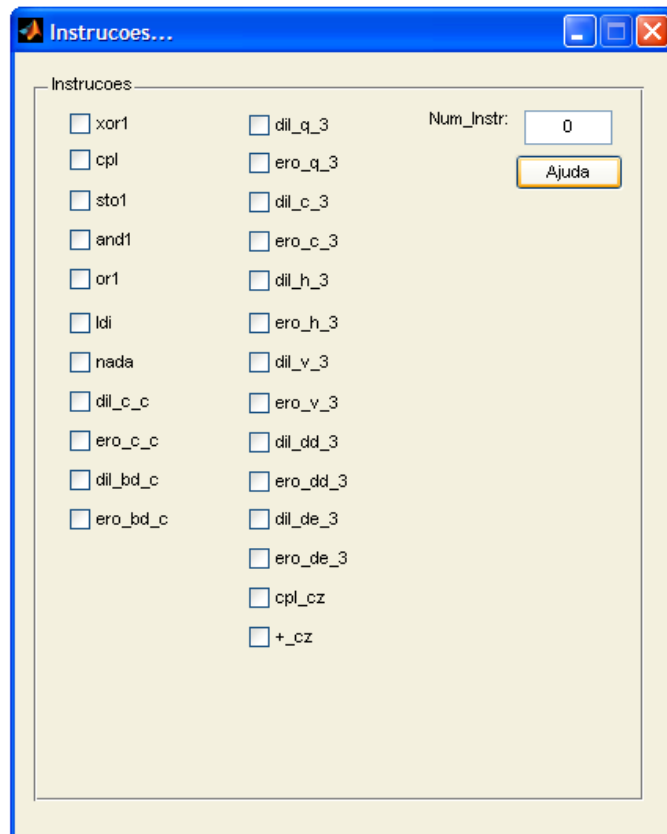 Instrucoes...
Instrucoes
xor1
cpl
sto1
and1
or1
ldi
nada
dil_c_c
ero_c_c
dil_bd_c
ero_bd_c
dil_q_3
ero_q_3
dil_c_3
ero_c_3
dil_h_3
ero_h_3
dil_v_3
ero_v_3
dil_dd_3
ero_dd_3
dil_de_3
ero_de_3
cpl_cz
+_cz
Num_Instr: 0
Ajuda